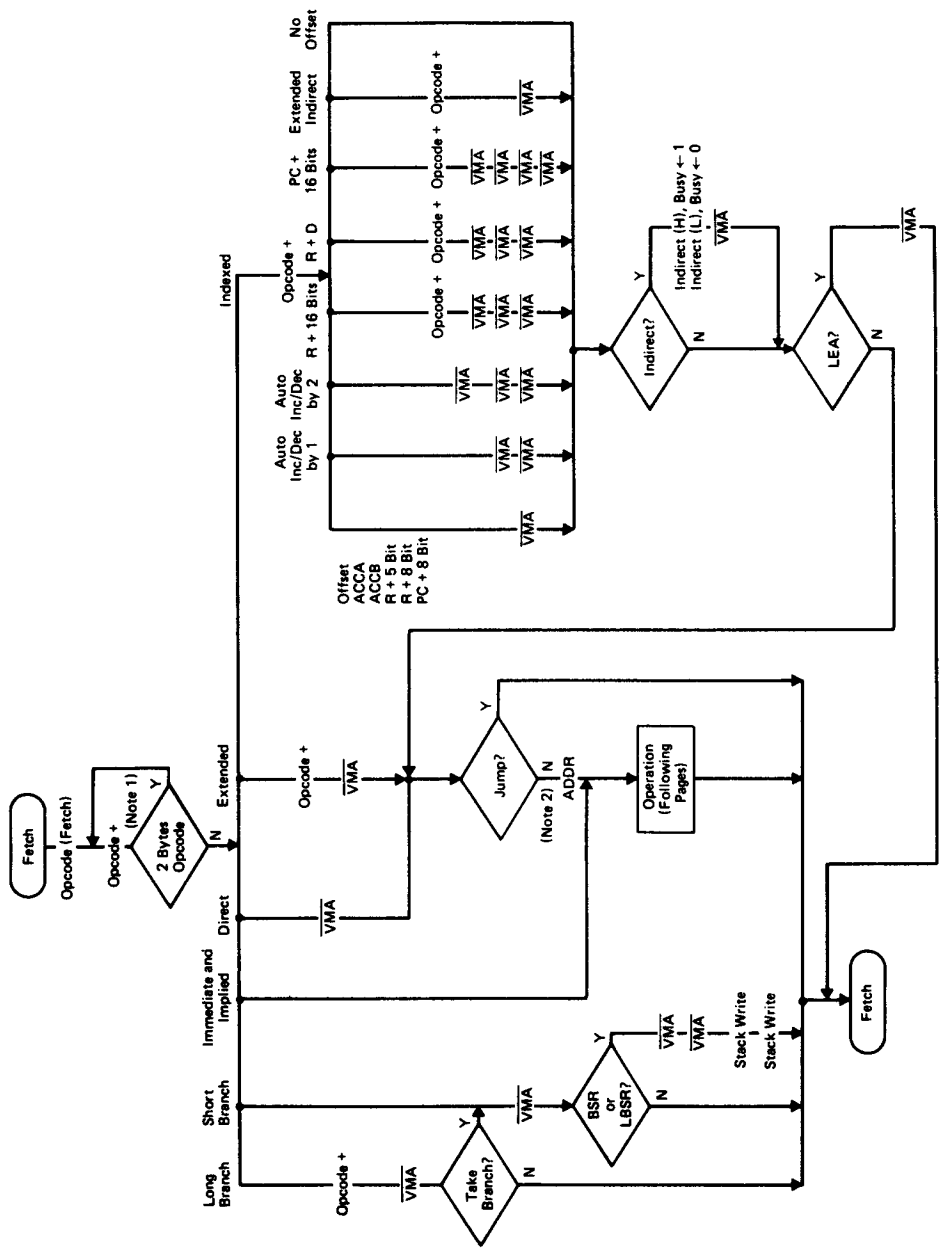 Fetch
Opcode (Fetch)
Opcode +
(Note 1)
2 Bytes
Opcode
Y
N
Long
Branch
Short
Branch
Immediate and
Implied
Direct
Extended
Indexed
Opcode +
VMA
Take
Branch?
Y
N
VMA
BSR
or
LBSR?
Y
N
VMA
VMA
Stack Write
Stack Write
VMA
Opcode +
VMA
Jump?
Y
(Note 2)
N
ADDR
Operation
(Following
Pages)
Fetch
Opcode +
Offset
ACCA
ACCB
R + 5 Bit
R + 8 Bit
PC + 8 Bit
VMA
Auto
Inc/Dec
by 1
VMA
VMA
Auto
Inc/Dec
by 2
VMA
VMA
VMA
R + 16 Bits
Opcode +
VMA
VMA
VMA
R + D
Opcode +
VMA
VMA
VMA
PC +
16 Bits
Opcode +
VMA
VMA
VMA
VMA
Extended
Indirect
Opcode +
VMA
No
Offset
Indirect?
Y
N
Indirect (H), Busy ← 1
Indirect (L), Busy ← 0
VMA
LEA?
Y
N
VMA